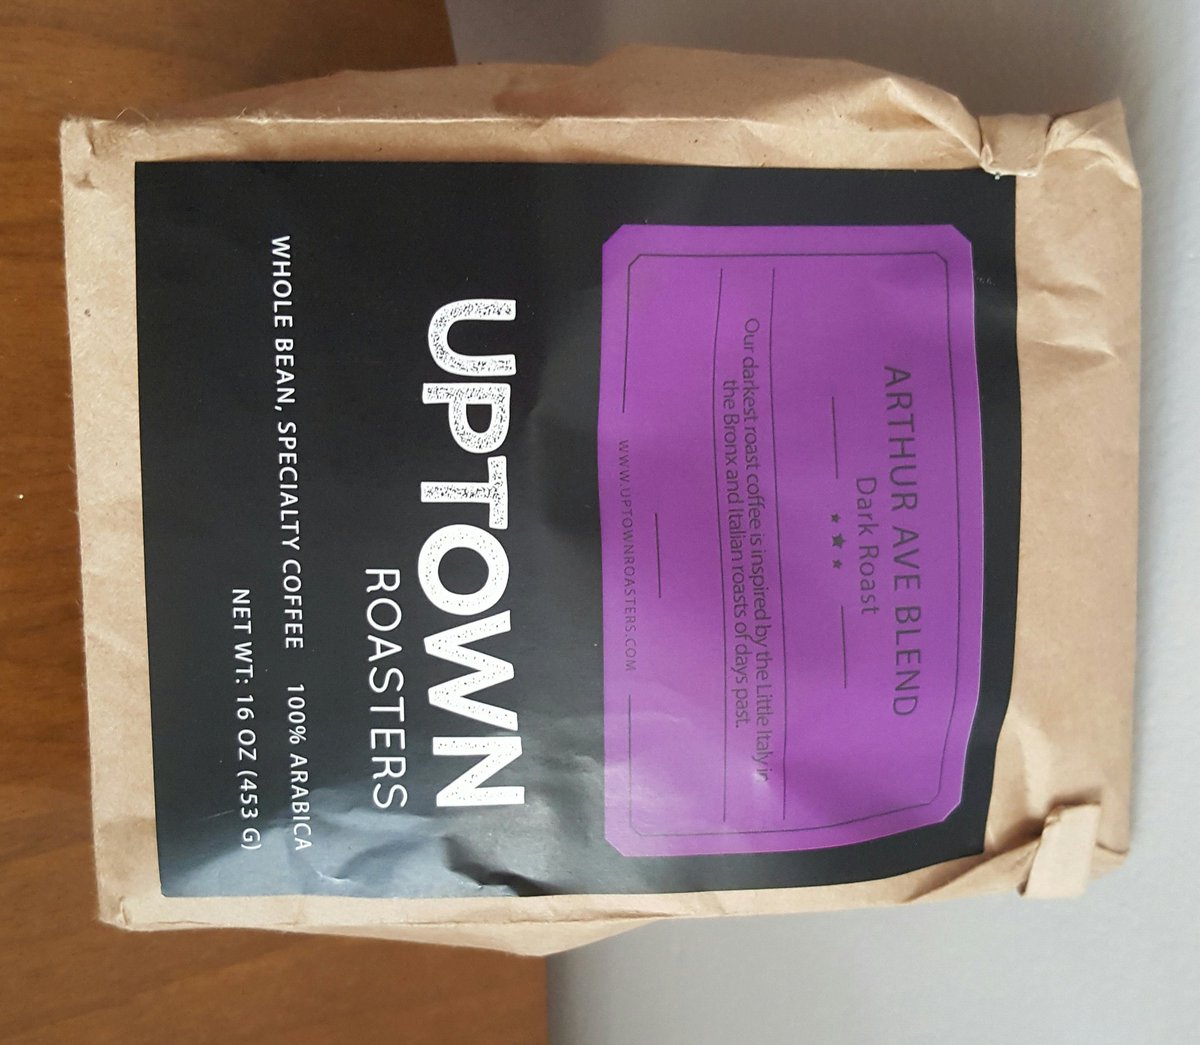 ARTHUR AVE BLEND
Dark Roast
Our darkest roast coffee is inspired by the Little Italy in
the Bronx and Italian roasts of days past.
WWW.UPTOWNROASTERS.COM
UPTOWN
ROASTERS
WHOLE BEAN, SPECIALTY COFFEE 100% ARABICA
NET WT: 16 OZ (453 G)